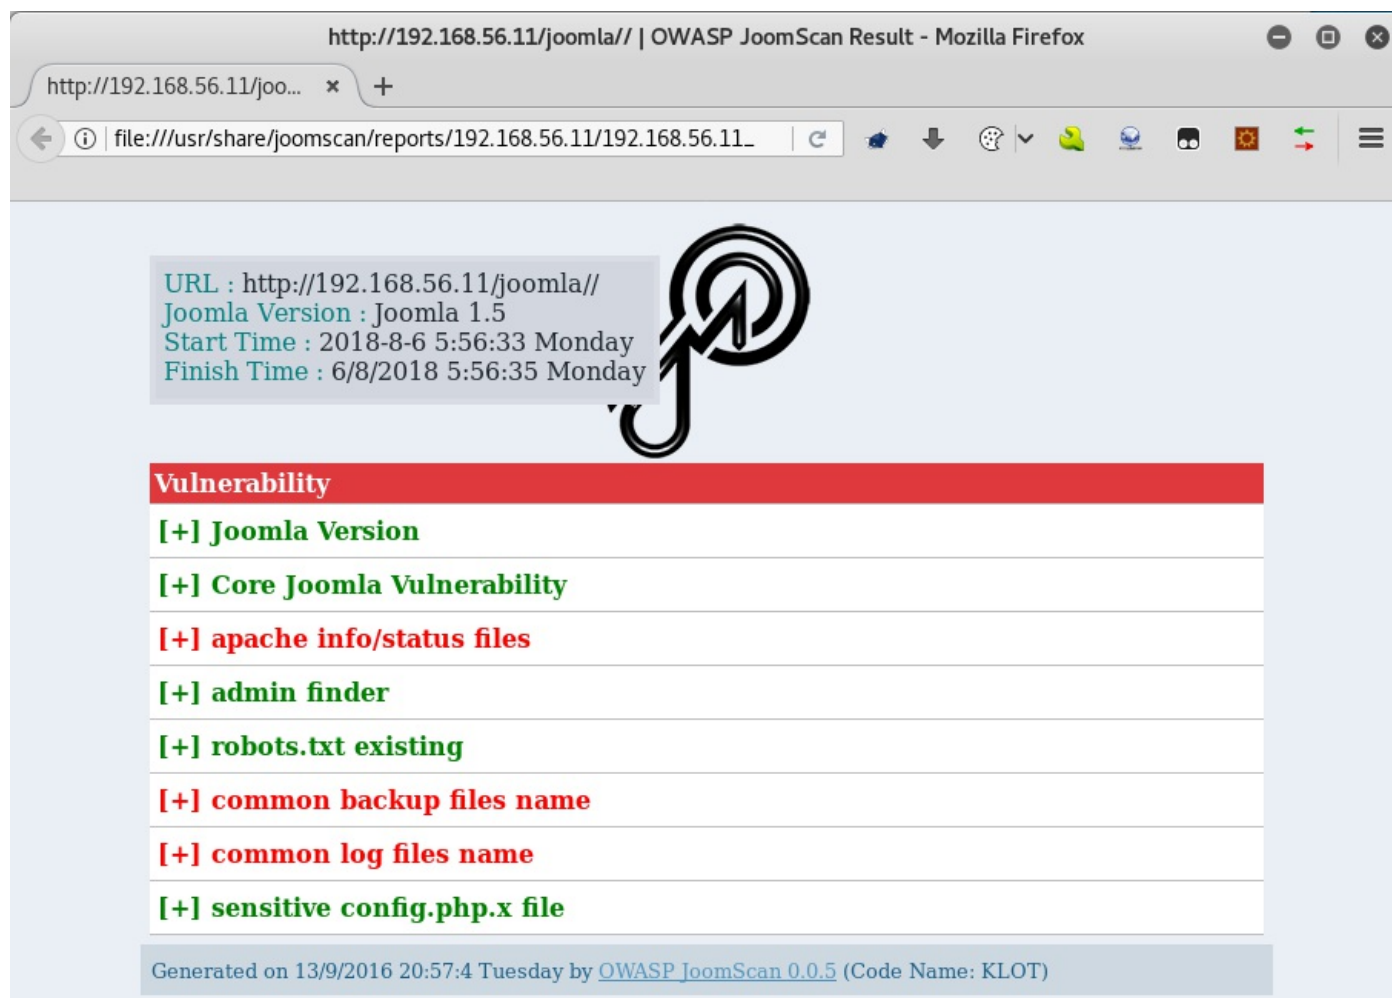 http://192.168.56.11/joomla// | OWASP JoomScan Result - Mozilla Firefox
http://192.168.56.11/joo...
file:///usr/share/joomscan/reports/192.168.56.11/192.168.56.11_
URL : http://192.168.56.11/joomla//
Joomla Version : Joomla 1.5
Start Time : 2018-8-6 5:56:33 Monday
Finish Time : 6/8/2018 5:56:35 Monday
Vulnerability
[+] Joomla Version
[+] Core Joomla Vulnerability
[+] apache info/status files
[+] admin finder
[+] robots.txt existing
[+] common backup files name
[+] common log files name
[+] sensitive config.php.x file
Generated on 13/9/2016 20:57:4 Tuesday by OWASP JoomScan 0.0.5 (Code Name: KLOT)